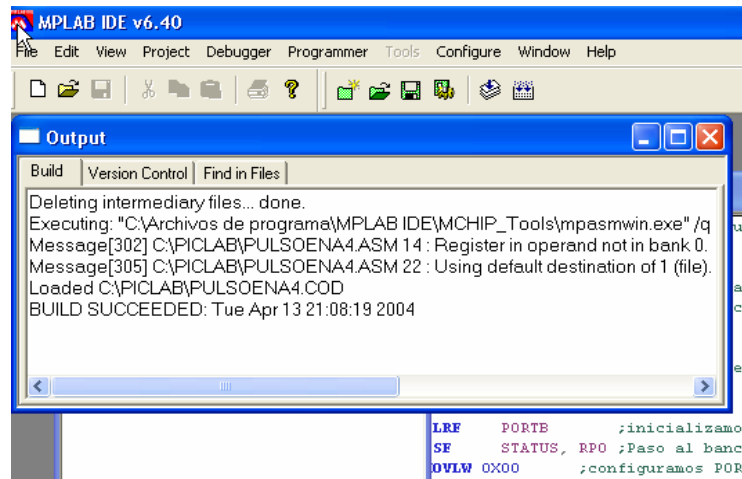 MPLAB IDE v6.40
File Edit View Project Debugger Programmer Tools Configure Window Help
Output
Build Version Control Find in Files
Deleting intermediary files... done.
Executing: "C:\Archivos de programa\MPLAB IDE\MCHIP_Tools\mpasmwin.exe" /q
Message[302] C:\PICLAB\PULSOENA4.ASM 14 : Register in operand not in bank 0.
Message[305] C:\PICLAB\PULSOENA4.ASM 22 : Using default destination of 1 (file).
Loaded C:\PICLAB\PULSOENA4.COD
BUILD SUCCEEDED: Tue Apr 13 21:08:19 2004
LRF PORTB ;inicializamo
SF STATUS, RPO ;Paso al banc
OVLW 0X00 ;configuramos POR